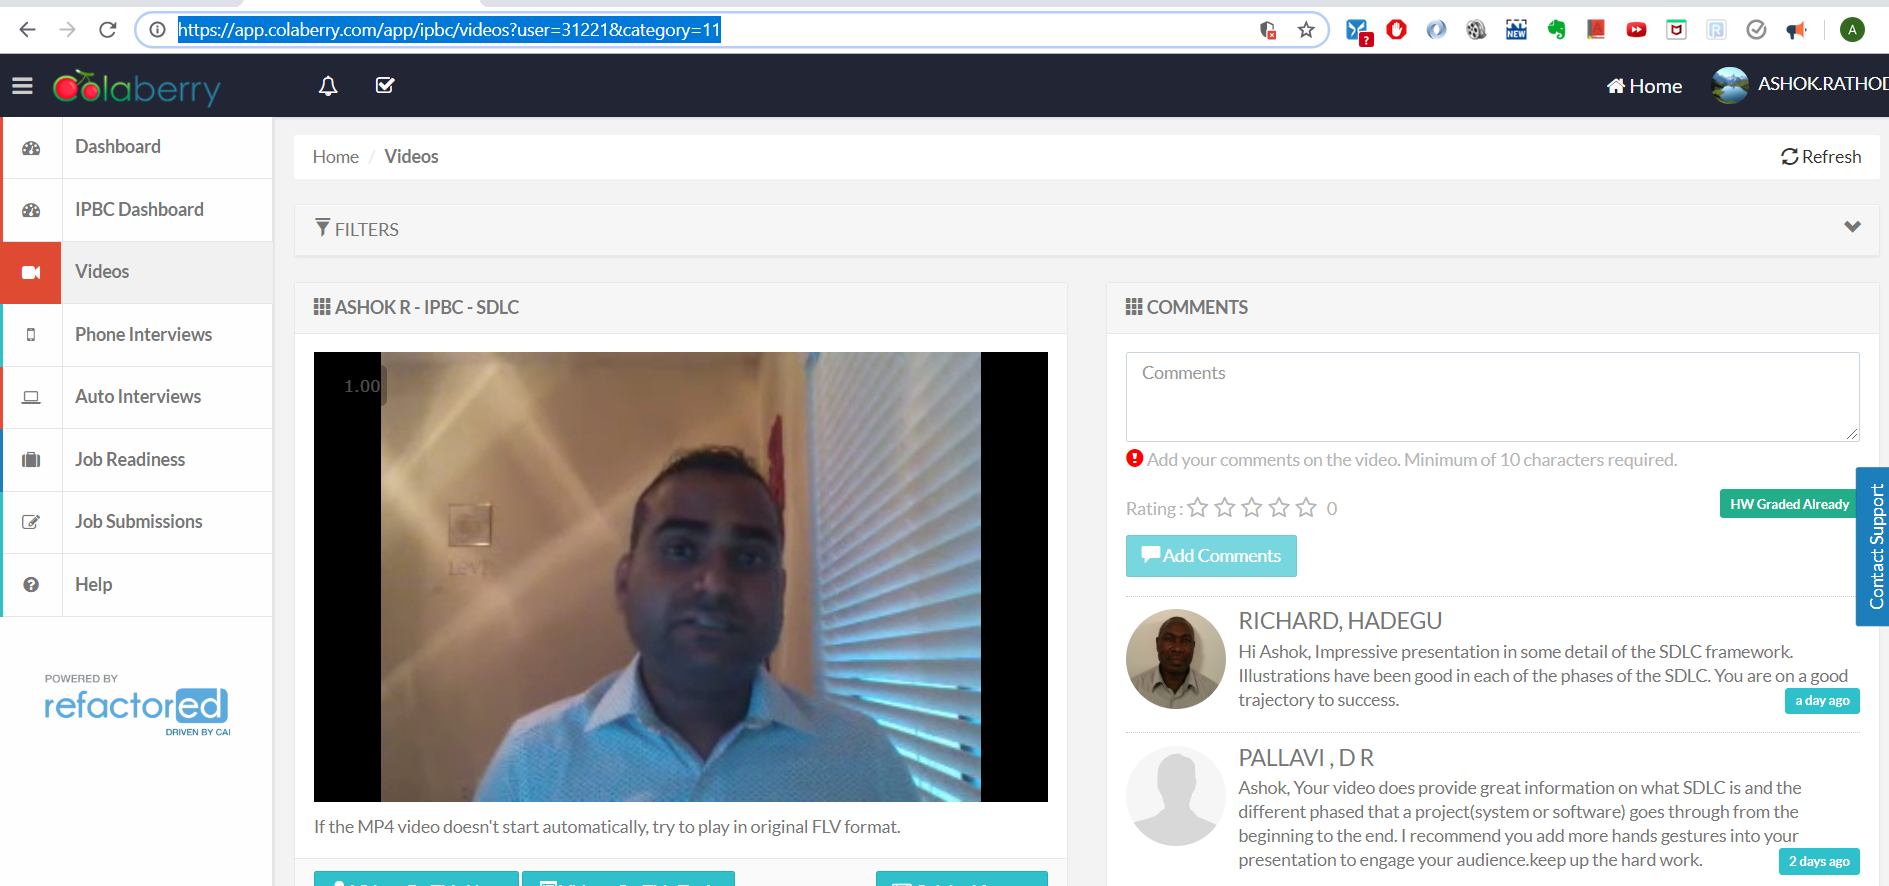 https://app.colaberry.com/app/ipbc/videos?user=31221&category=11
?
NEW
A
Colaberry
Home
ASHOK.RATHOD
Dashboard
IPBC Dashboard
Videos
Phone Interviews
Auto Interviews
Job Readiness
Job Submissions
Help
POWERED BY
refactored
DRIVEN BY CAI
Home / Videos
Refresh
FILTERS
ASHOK R - IPBC - SDLC
1.00
If the MP4 video doesn't start automatically, try to play in original FLV format.
COMMENTS
Comments
Add your comments on the video. Minimum of 10 characters required.
Rating : 0
HW Graded Already
Add Comments
Contact Support
RICHARD, HADEGU
Hi Ashok, Impressive presentation in some detail of the SDLC framework.
Illustrations have been good in each of the phases of the SDLC. You are on a good
trajectory to success.
a day ago
PALLAVI , D R
Ashok, Your video does provide great information on what SDLC is and the
different phased that a project(system or software) goes through from the
beginning to the end. I recommend you add more hands gestures into your
presentation to engage your audience.keep up the hard work.
2 days ago